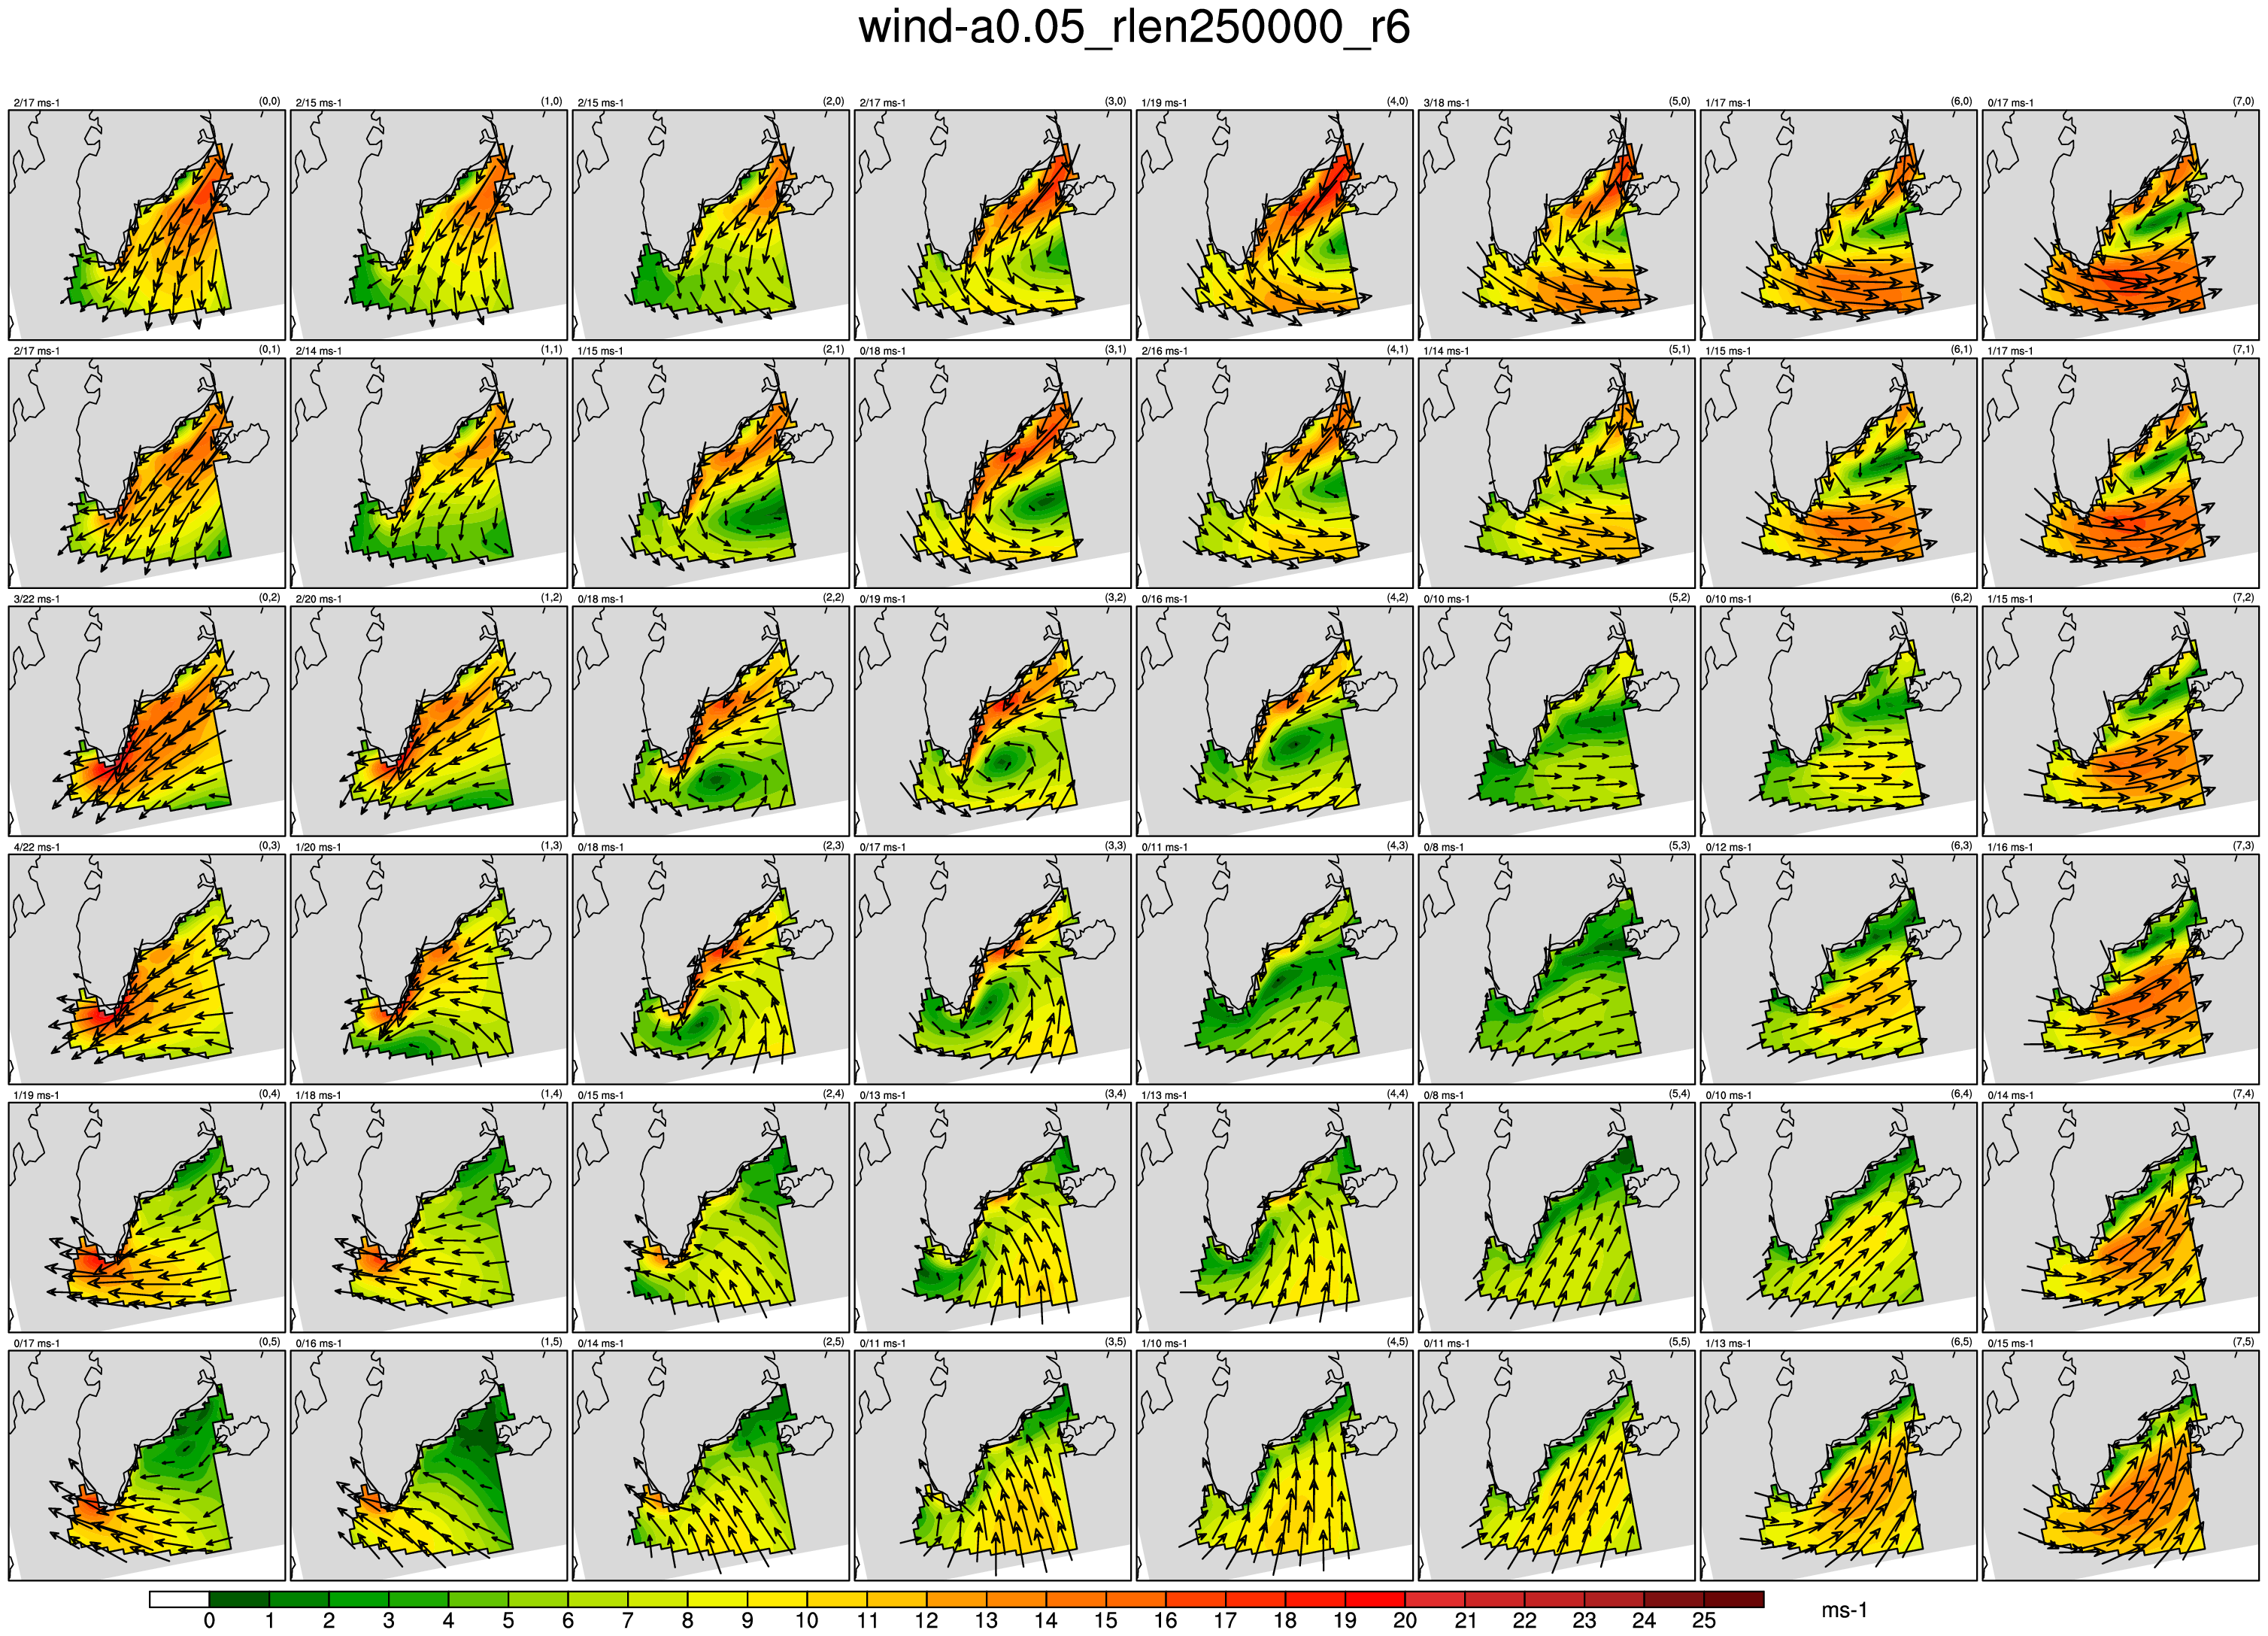 wind-a0.05_rlen250000_r6
2/17 ms-1 (0,0) 2/15 ms-1 (1,0) 2/15 ms-1 (2,0) 2/17 ms-1 (3,0) 1/19 ms-1 (4,0) 3/18 ms-1 (5,0) 1/17 ms-1 (6,0) 0/17 ms-1 (7,0)
2/17 ms-1 (0,1) 2/14 ms-1 (1,1) 1/15 ms-1 (2,1) 0/18 ms-1 (3,1) 2/16 ms-1 (4,1) 1/14 ms-1 (5,1) 1/15 ms-1 (6,1) 1/17 ms-1 (7,1)
3/22 ms-1 (0,2) 2/20 ms-1 (1,2) 0/18 ms-1 (2,2) 0/19 ms-1 (3,2) 0/16 ms-1 (4,2) 0/10 ms-1 (5,2) 0/10 ms-1 (6,2) 1/15 ms-1 (7,2)
4/22 ms-1 (0,3) 1/20 ms-1 (1,3) 0/18 ms-1 (2,3) 0/17 ms-1 (3,3) 0/11 ms-1 (4,3) 0/8 ms-1 (5,3) 0/12 ms-1 (6,3) 1/16 ms-1 (7,3)
1/19 ms-1 (0,4) 1/18 ms-1 (1,4) 0/15 ms-1 (2,4) 0/13 ms-1 (3,4) 1/13 ms-1 (4,4) 0/8 ms-1 (5,4) 0/10 ms-1 (6,4) 0/14 ms-1 (7,4)
0/17 ms-1 (0,5) 0/16 ms-1 (1,5) 0/14 ms-1 (2,5) 0/11 ms-1 (3,5) 1/10 ms-1 (4,5) 0/11 ms-1 (5,5) 1/13 ms-1 (6,5) 0/15 ms-1 (7,5)
0 1 2 3 4 5 6 7 8 9 10 11 12 13 14 15 16 17 18 19 20 21 22 23 24 25 ms-1